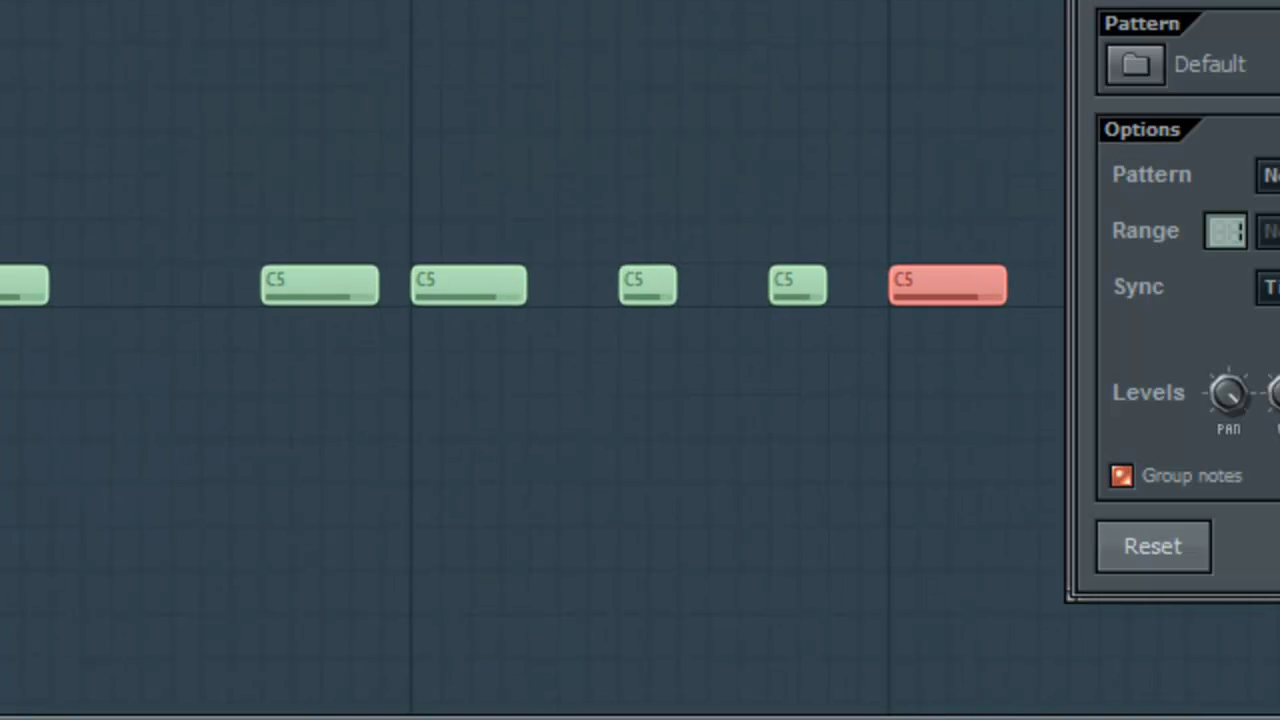 Pattern
Default
Options
Pattern
Range
Sync
C5 C5 C5 C5 C5
Levels
PAN
Group notes
Reset